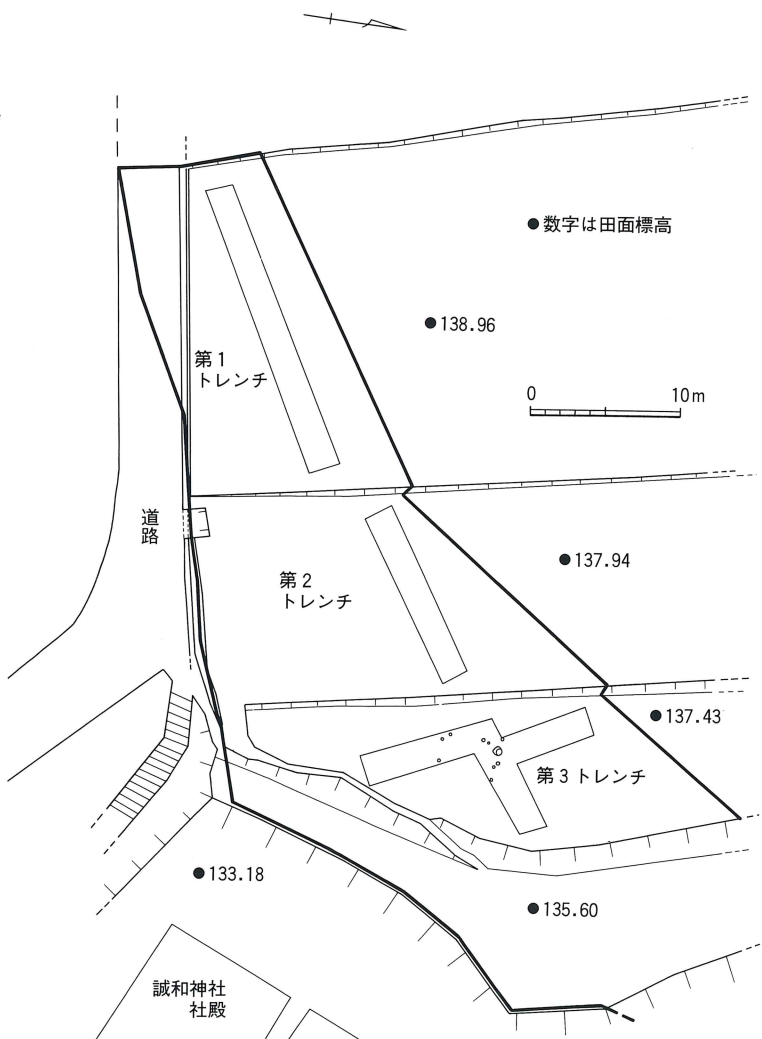 ●数字は田面標高
●138.96
0 10m
第1
トレンチ
道路
第2
トレンチ
●137.94
●137.43
第3トレンチ
●133.18
●135.60
誠和神社
社殿